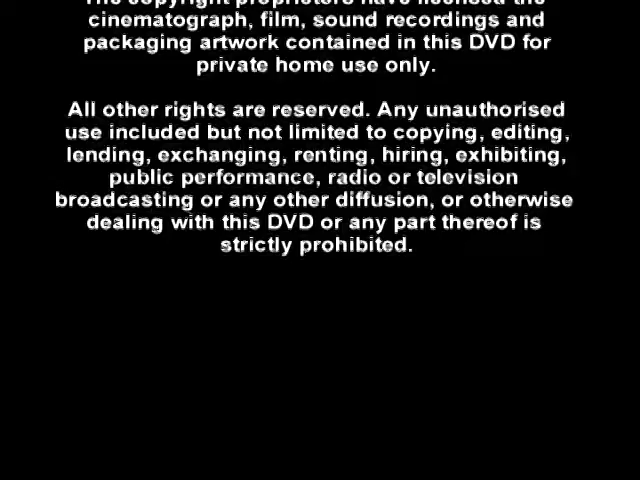 The copyright proprietors have licensed the
cinematograph, film, sound recordings and
packaging artwork contained in this DVD for
private home use only.
All other rights are reserved. Any unauthorised
use included but not limited to copying, editing,
lending, exchanging, renting, hiring, exhibiting,
public performance, radio or television
broadcasting or any other diffusion, or otherwise
dealing with this DVD or any part thereof is
strictly prohibited.